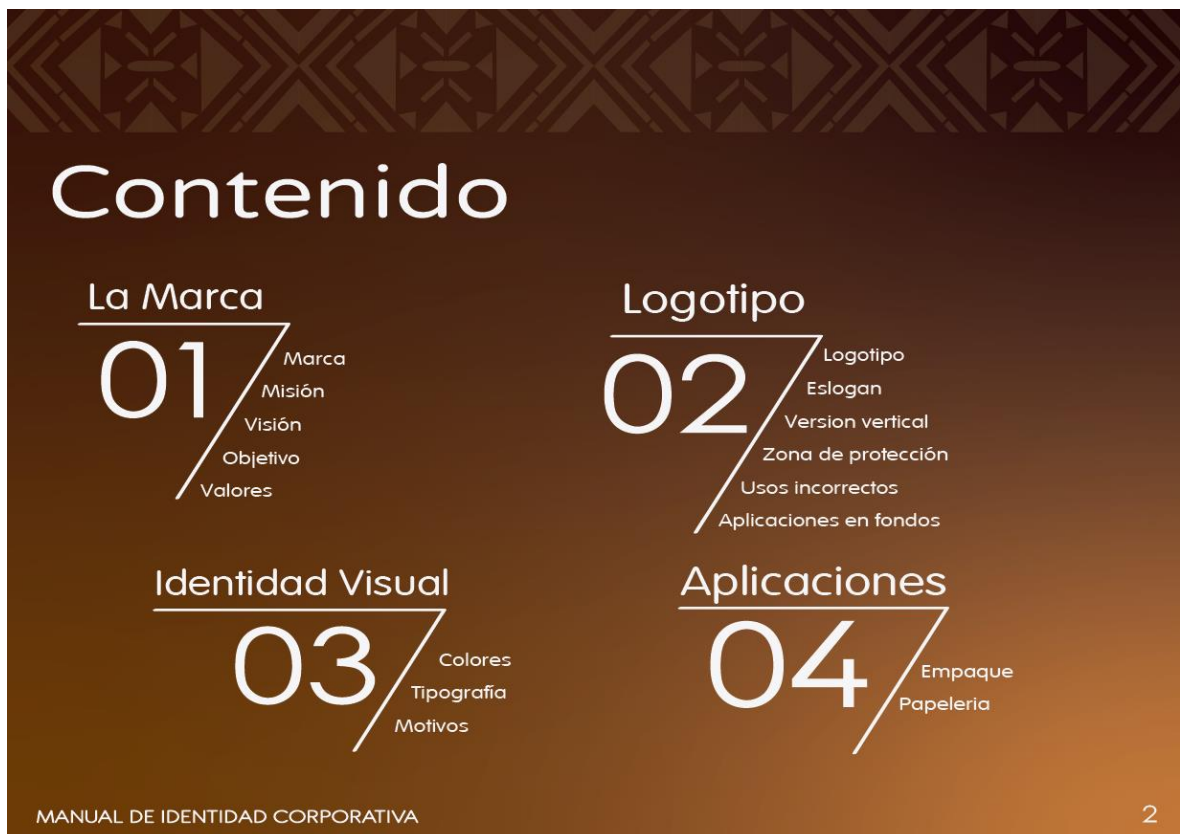 Contenido
La Marca
01
Marca
Misión
Visión
Objetivo
Valores
Logotipo
02
Logotipo
Eslogan
Version vertical
Zona de protección
Usos incorrectos
Aplicaciones en fondos
Identidad Visual
03
Colores
Tipografía
Motivos
Aplicaciones
04
Empaque
Papeleria
MANUAL DE IDENTIDAD CORPORATIVA
2